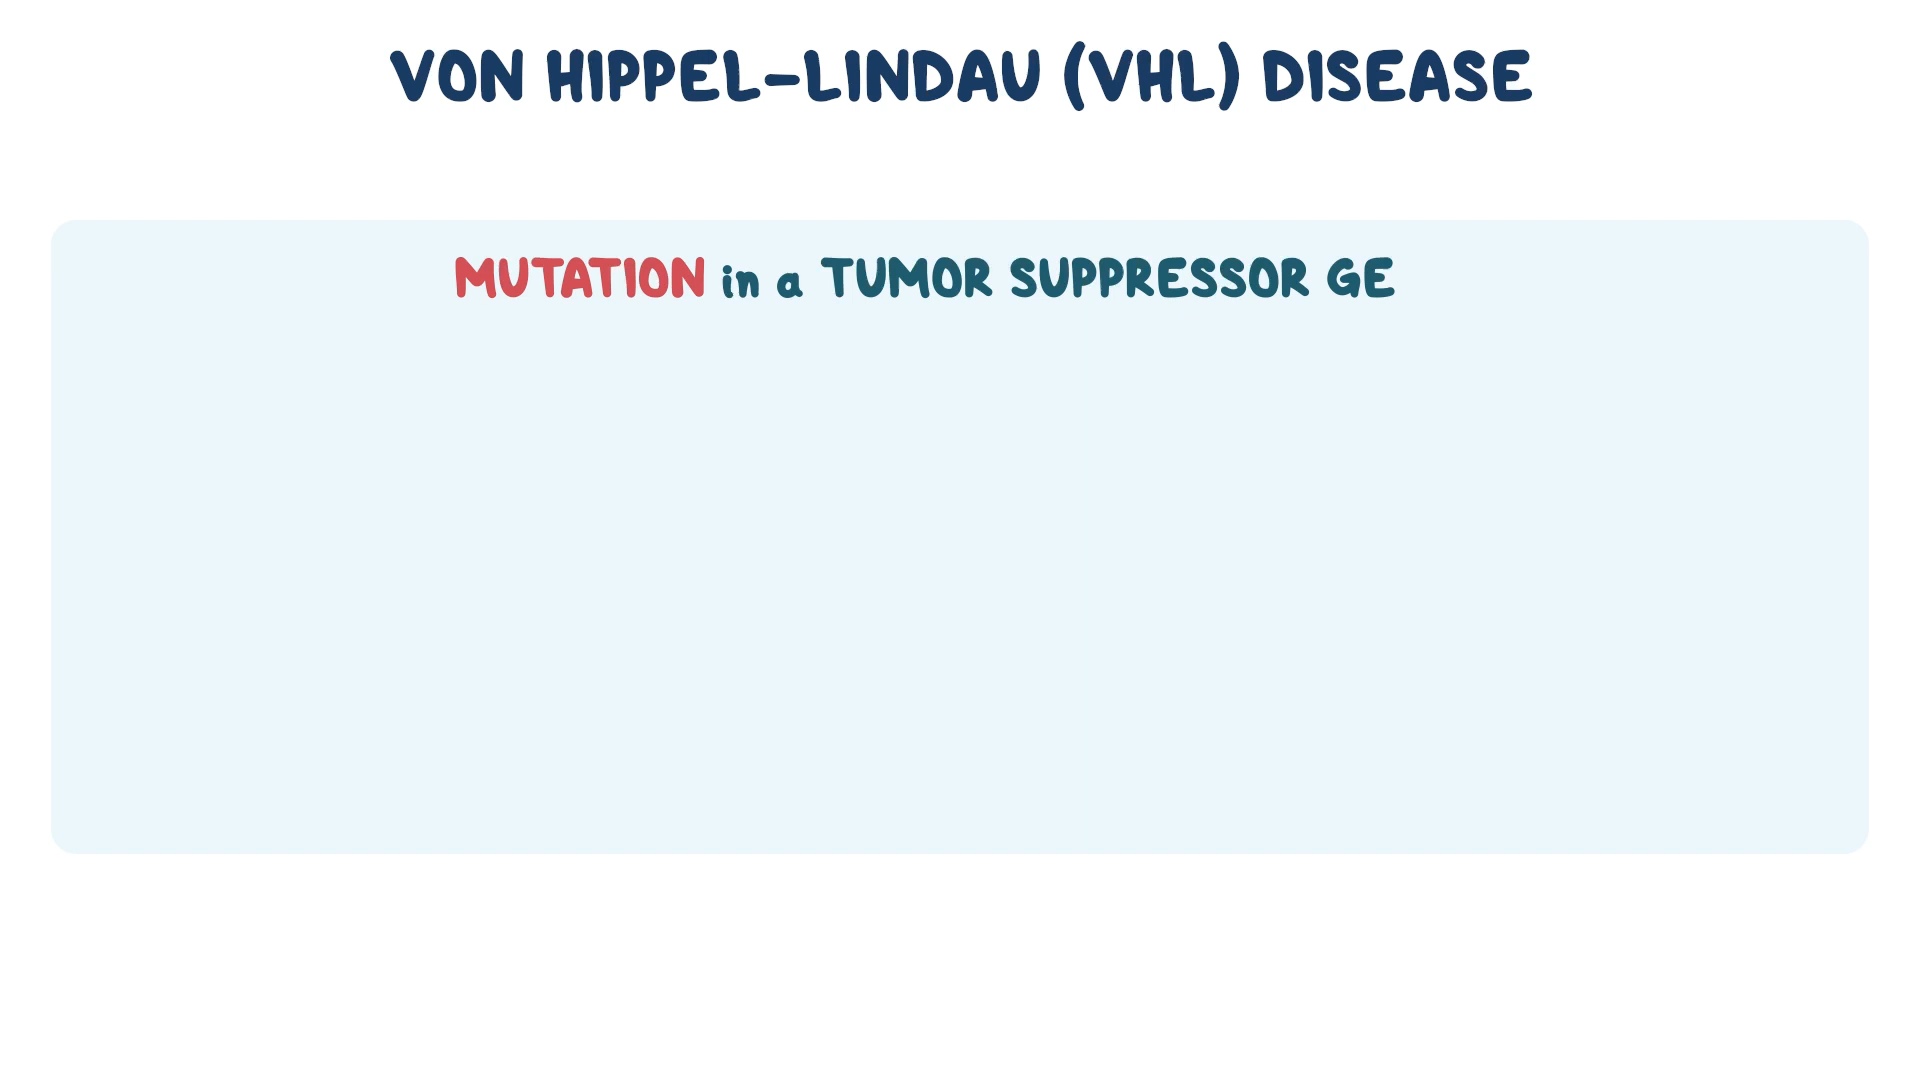 VON HIPPEL-LINDAU (VHL) DISEASE
MUTATION in a TUMOR SUPPRESSOR GE